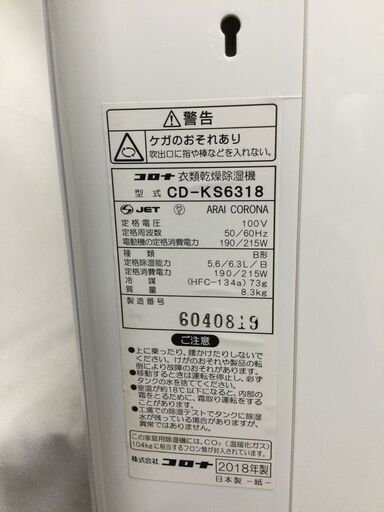 ⚠警告
ケガのおそれあり
吹出口に指や棒などを入れない。
コロナ 衣類乾燥除湿機
型式 CD-KS6318
JET PS E ARAI CORONA
定格電圧 100V
定格周波数 50/60Hz
電動機の定格消費電力 190/215W
種類 B形
定格除湿能力 5.6/6.3L/日
定格消費電力 190/215W
冷媒 (HFC-134a) 73g
質量 8.3kg
製造番号
6040819
ご注意
●上に乗ったり、腰かけたりしないで
ください。けがのおそれや製品の転
倒により故障のおそれがあります。
●移動するときは運転を停止し、必ず
タンクの水を捨ててください。
●室温が約18℃以下になると、内部の
霜をとるために、霜取り運転をする
ことがあります。
●工場での除湿テストでタンクに除湿
水が残っている場合がありますが、
異常ではありません。
この家庭用除湿機には、CO₂（温暖化ガス）
104kgに相当するフロン類が封入されています。
株式会社 コロナ 2018年製
日本製 -紙-